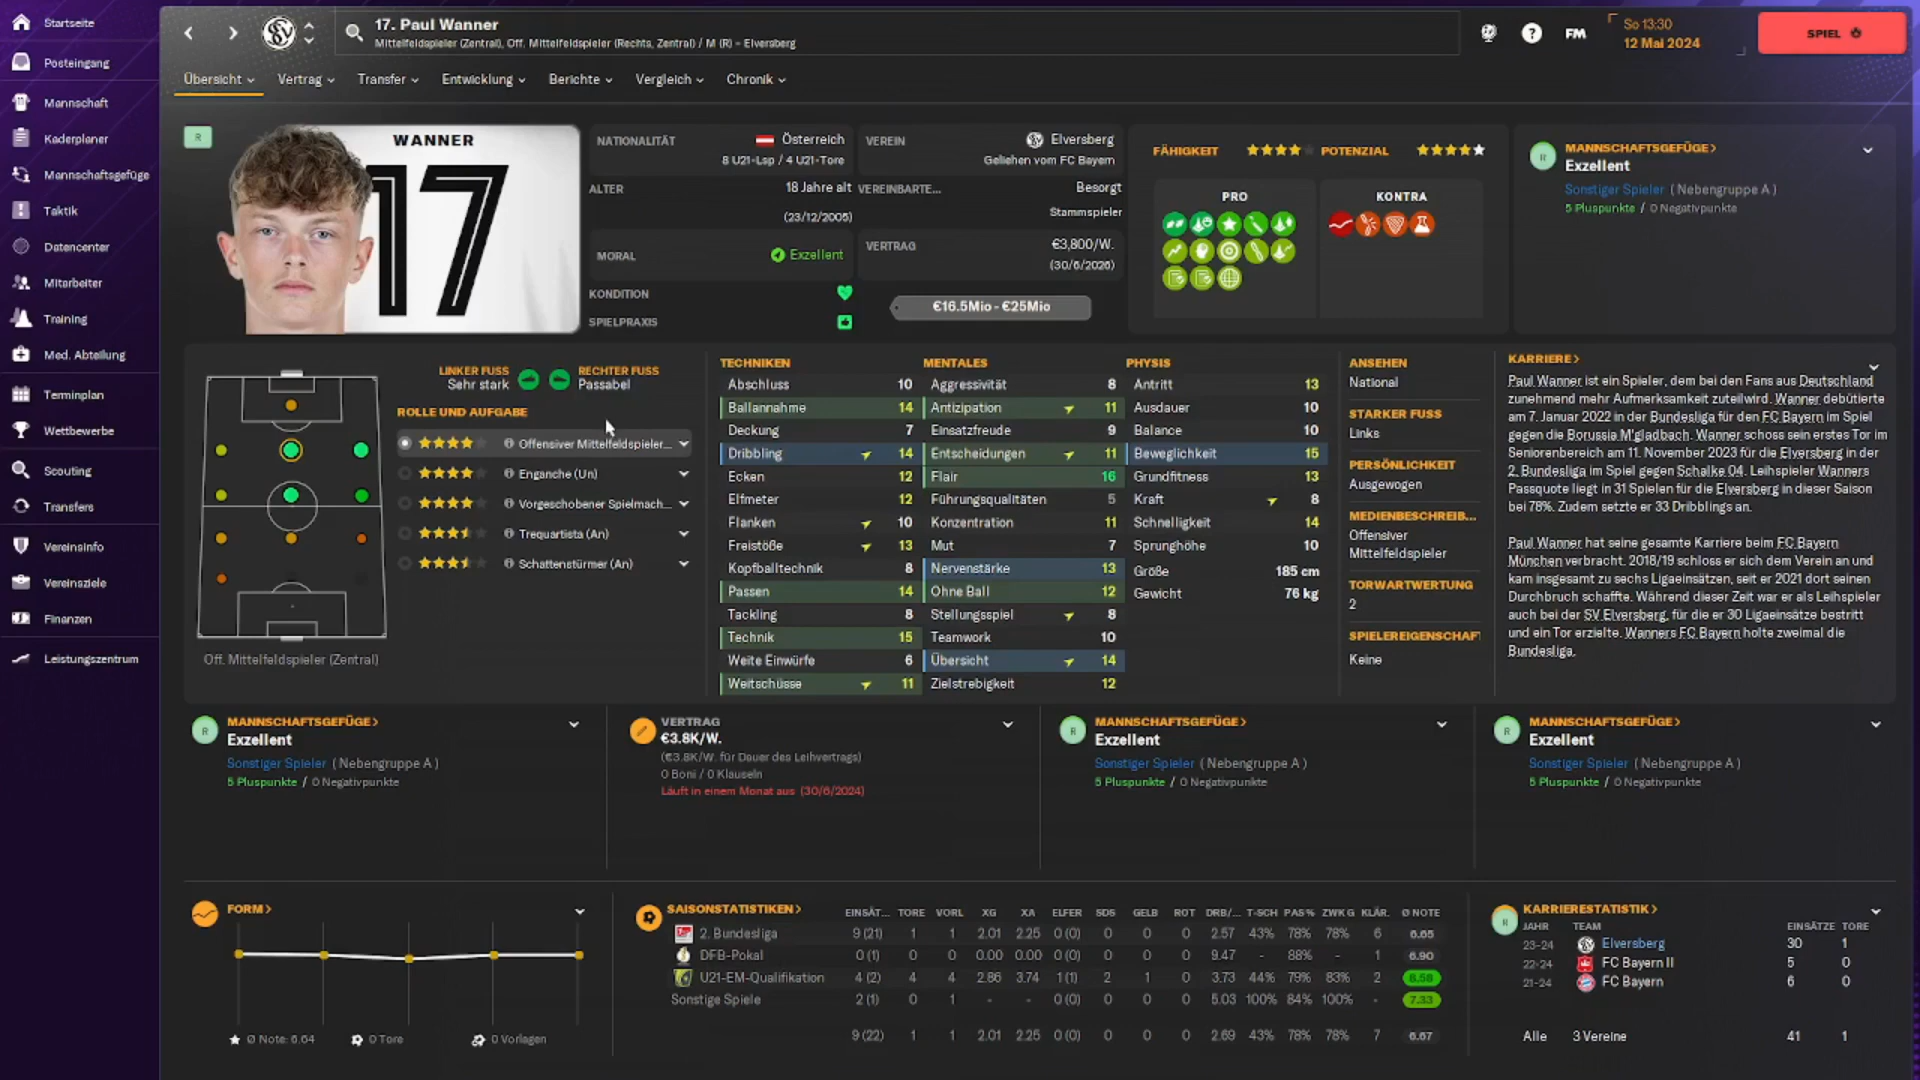 Startseite
Posteingang
Mannschaft
Kaderplaner
Mannschaftsgefüge
Taktik
Datencenter
Mitarbeiter
Training
Med. Abteilung
Terminplan
Wettbewerbe
Scouting
Transfers
Vereinsinfo
Vereinsziele
Finanzen
Leistungszentrum
17. Paul Wanner
Mittelfeldspieler (Zentral), Off. Mittelfeldspieler (Rechts, Zentral) / M (R) - Elversberg
FM
So 13:30
12 Mai 2024
SPIEL
Übersicht Vertrag Transfer Entwicklung Berichte Vergleich Chronik
R
WANNER
17
NATIONALITÄT Österreich
8 U21-Lsp / 4 U21-Tore
ALTER 18 Jahre alt
(23/12/2005)
MORAL Exzellent
KONDITION
SPIELPRAXIS
VEREIN Elversberg
Geliehen vom FC Bayern
VEREINBARTE... Besorgt
Stammspieler
VERTRAG €3,800/W.
(30/6/2026)
€16.5Mio - €25Mio
FÄHIGKEIT POTENZIAL
PRO KONTRA
R
MANNSCHAFTSGEFÜGE>
Exzellent
Sonstiger Spieler (Nebengruppe A)
5 Pluspunkte / 0 Negativpunkte
LINKER FUSS
Sehr stark
RECHTER FUSS
Passabel
ROLLE UND AUFGABE
Offensiver Mittelfeldspieler...
Enganche (Un)
Vorgeschobener Spielmach...
Trequartista (An)
Schattenstürmer (An)
Off. Mittelfeldspieler (Zentral)
TECHNIKEN
Abschluss 10
Ballannahme 14
Deckung 7
Dribbling 14
Ecken 12
Elfmeter 12
Flanken 10
Freistöße 13
Kopfballtechnik 8
Passen 14
Tackling 8
Technik 15
Weite Einwürfe 6
Weitschüsse 11
MENTALES
Aggressivität 8
Antizipation 11
Einsatzfreude 9
Entscheidungen 11
Flair 16
Führungsqualitäten 5
Konzentration 11
Mut 7
Nervenstärke 13
Ohne Ball 12
Stellungsspiel 8
Teamwork 10
Übersicht 14
Zielstrebigkeit 12
PHYSIS
Antritt 13
Ausdauer 10
Balance 10
Beweglichkeit 15
Grundfitness 13
Kraft 8
Schnelligkeit 14
Sprunghöhe 10
Größe 185 cm
Gewicht 76 kg
ANSEHEN
National
STARKER FUSS
Links
PERSÖNLICHKEIT
Ausgewogen
MEDIENBESCHREIB...
Offensiver
Mittelfeldspieler
TORWARTWERTUNG
2
SPIELEREIGENSCHAF
Keine
KARRIERE>
Paul Wanner ist ein Spieler, dem bei den Fans aus Deutschland
zunehmend mehr Aufmerksamkeit zuteilwird. Wanner debütierte
am 7. Januar 2022 in der Bundesliga für den FC Bayern im Spiel
gegen die Borussia M'gladbach. Wanner schoss sein erstes Tor im
Seniorenbereich am 11. November 2023 für die Elversberg in der
2. Bundesliga im Spiel gegen Schalke 04. Leihspieler Wanners
Passquote liegt in 31 Spielen für die Elversberg in dieser Saison
bei 78%. Zudem setzte er 33 Dribblings an.
Paul Wanner hat seine gesamte Karriere beim FC Bayern
München verbracht. 2018/19 schloss er sich dem Verein an und
kam insgesamt zu sechs Ligaeinsätzen, seit er 2021 dort seinen
Durchbruch schaffte. Während dieser Zeit war er als Leihspieler
auch bei der SV Elversberg, für die er 30 Ligaeinsätze bestritt
und ein Tor erzielte. Wanners FC Bayern holte zweimal die
Bundesliga.
R
MANNSCHAFTSGEFÜGE>
Exzellent
Sonstiger Spieler (Nebengruppe A)
5 Pluspunkte / 0 Negativpunkte
VERTRAG
€3.8K/W.
(€3.8K/W. für Dauer des Leihvertrags)
0 Boni / 0 Klauseln
Läuft in einem Monat aus (30/6/2024)
R
MANNSCHAFTSGEFÜGE>
Exzellent
Sonstiger Spieler (Nebengruppe A)
5 Pluspunkte / 0 Negativpunkte
R
MANNSCHAFTSGEFÜGE>
Exzellent
Sonstiger Spieler (Nebengruppe A)
5 Pluspunkte / 0 Negativpunkte
FORM>
Ø Note: 6.64 0 Tore 0 Vorlagen
SAISONSTATISTIKEN> EINSÄT... TORE VORL XG XA ELFER SDS GELB ROT DRB/... T-SCH PAS% ZWK G KLÄR. Ø NOTE
2. Bundesliga 9 (21) 1 1 2.01 2.25 0 (0) 0 0 0 2.57 43% 78% 78% 6 6.65
DFB-Pokal 0 (1) 0 0 0.00 0.00 0 (0) 0 0 0 9.47 - 88% - 1 6.90
U21-EM-Qualifikation 4 (2) 4 4 2.86 3.74 1 (1) 2 1 0 3.73 44% 79% 83% 2 8.58
Sonstige Spiele 2 (1) 0 1 - - 0 (0) 0 0 0 5.03 100% 84% 100% - 7.33
9 (22) 1 1 2.01 2.25 0 (0) 0 0 0 2.69 43% 78% 78% 7 6.67
R
KARRIERESTATISTIK>
JAHR TEAM EINSÄTZE TORE
23-24 Elversberg 30 1
22-24 FC Bayern II 5 0
21-24 FC Bayern 6 0
Alle 3 Vereine 41 1